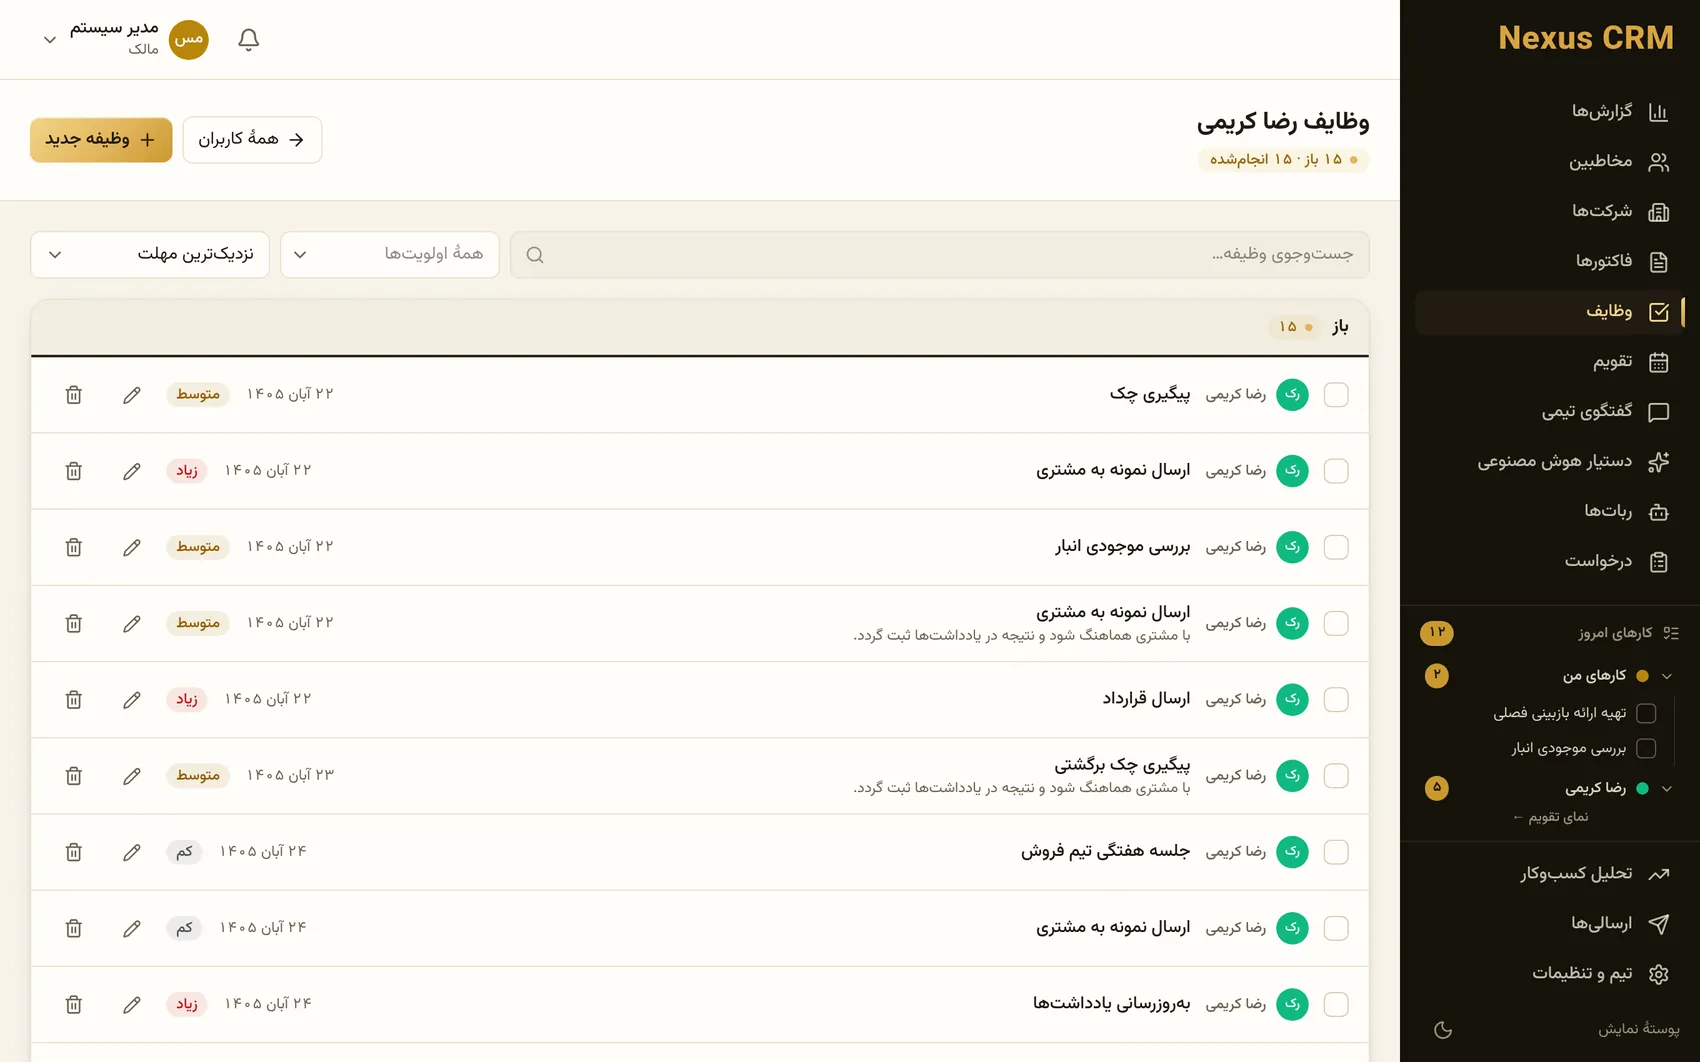 Nexus CRM
گزارش‌ها
مخاطبین
شرکت‌ها
فاکتورها
وظایف
تقویم
گفتگوی تیمی
دستیار هوش مصنوعی
ربات‌ها
درخواست
کارهای امروز ۱۲
کارهای من ۲
تهیه ارائه بازبینی فصلی
بررسی موجودی انبار
رضا کریمی ۵
نمای تقویم ←
تحلیل کسب‌وکار
ارسالی‌ها
تیم و تنظیمات
پوستهٔ نمایش
مس مدیر سیستم
مالک
وظایف رضا کریمی
۱۵ باز · ۱۵ انجام‌شده
همهٔ کاربران
وظیفه جدید
جست‌وجوی وظیفه...
همهٔ اولویت‌ها
نزدیک‌ترین مهلت
باز ۱۵
رک رضا کریمی پیگیری چک ۲۲ آبان ۱۴۰۵ متوسط
رک رضا کریمی ارسال نمونه به مشتری ۲۲ آبان ۱۴۰۵ زیاد
رک رضا کریمی بررسی موجودی انبار ۲۲ آبان ۱۴۰۵ متوسط
رک رضا کریمی ارسال نمونه به مشتری ۲۲ آبان ۱۴۰۵ متوسط
با مشتری هماهنگ شود و نتیجه در یادداشت‌ها ثبت گردد.
رک رضا کریمی ارسال قرارداد ۲۲ آبان ۱۴۰۵ زیاد
رک رضا کریمی پیگیری چک برگشتی ۲۳ آبان ۱۴۰۵ متوسط
با مشتری هماهنگ شود و نتیجه در یادداشت‌ها ثبت گردد.
رک رضا کریمی جلسه هفتگی تیم فروش ۲۴ آبان ۱۴۰۵ کم
رک رضا کریمی ارسال نمونه به مشتری ۲۴ آبان ۱۴۰۵ کم
رک رضا کریمی به‌روزرسانی یادداشت‌ها ۲۴ آبان ۱۴۰۵ زیاد